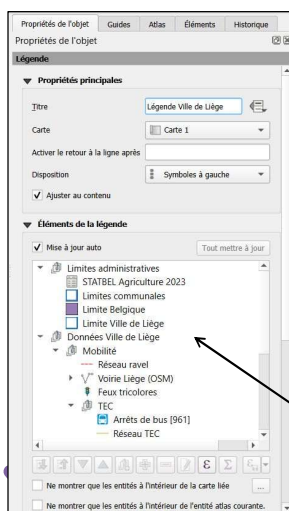 Propriétés de l'objet Guides Atlas Éléments Historique
Propriétés de l'objet
Légende
Propriétés principales
Titre Légende Ville de Liège
Carte Carte 1
Activer le retour à la ligne après
Disposition Symboles à gauche
Ajuster au contenu
Éléments de la légende
Mise à jour auto Tout mettre à jour
Limites administratives
STATBEL Agriculture 2023
Limites communales
Limite Belgique
Limite Ville de Liège
Données Ville de Liège
Mobilité
Réseau ravel
Voirie Liège (OSM)
Feux tricolores
TEC
Arrêts de bus [961]
Réseau TEC
ε Σ
Ne montrer que les entités à l'intérieur de la carte liée ...
Ne montrer que les entités à l'intérieur de l'entité atlas courante.